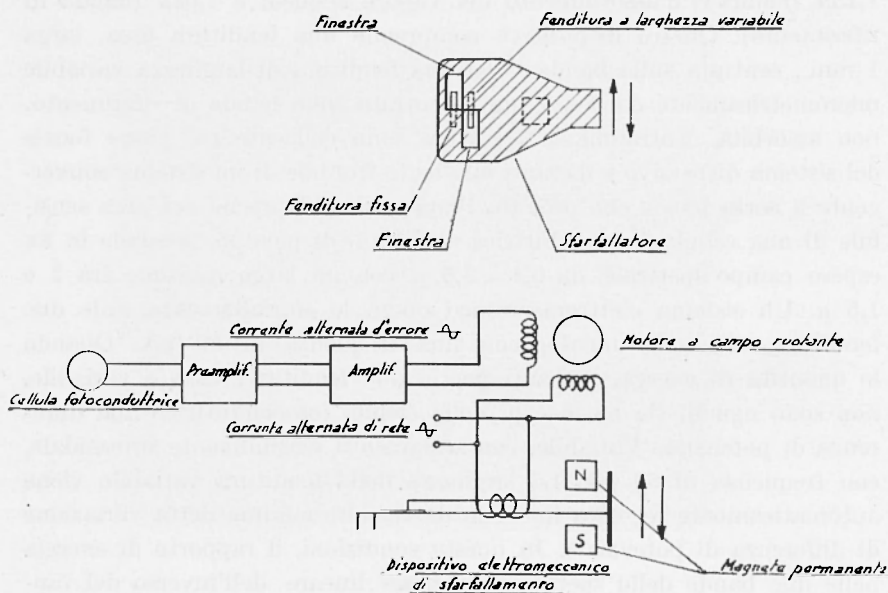 Finestra
Fenditura a larghezza variabile
Fenditura fissa
Finestra
Sfarfallatore
Corrente alternata d'errore
Motore a campo ruotante
Preamplif.
Amplif.
Cellula fotoconduttrice
Corrente alternata di rete
N
S
Dispositivo elettromeccanico
di sfarfallamento
Magnete permanente